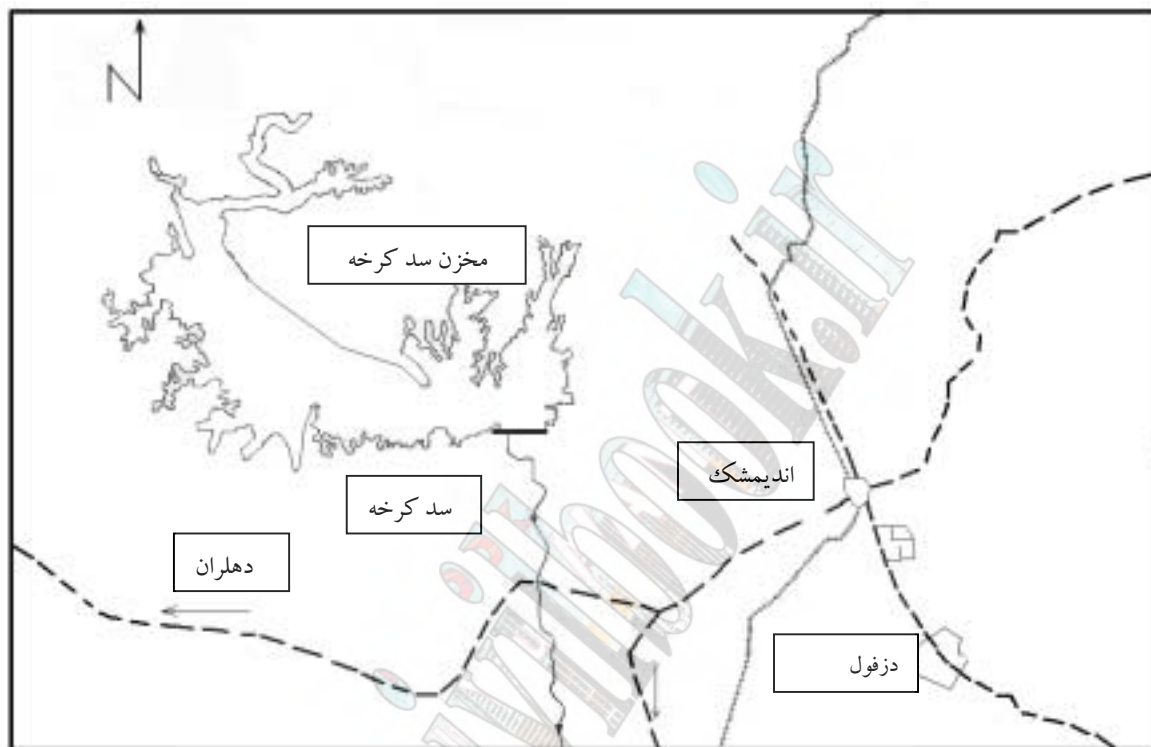 N
مخزن سد کرخه
اندیمشک
سد کرخه
دهلران
دزفول